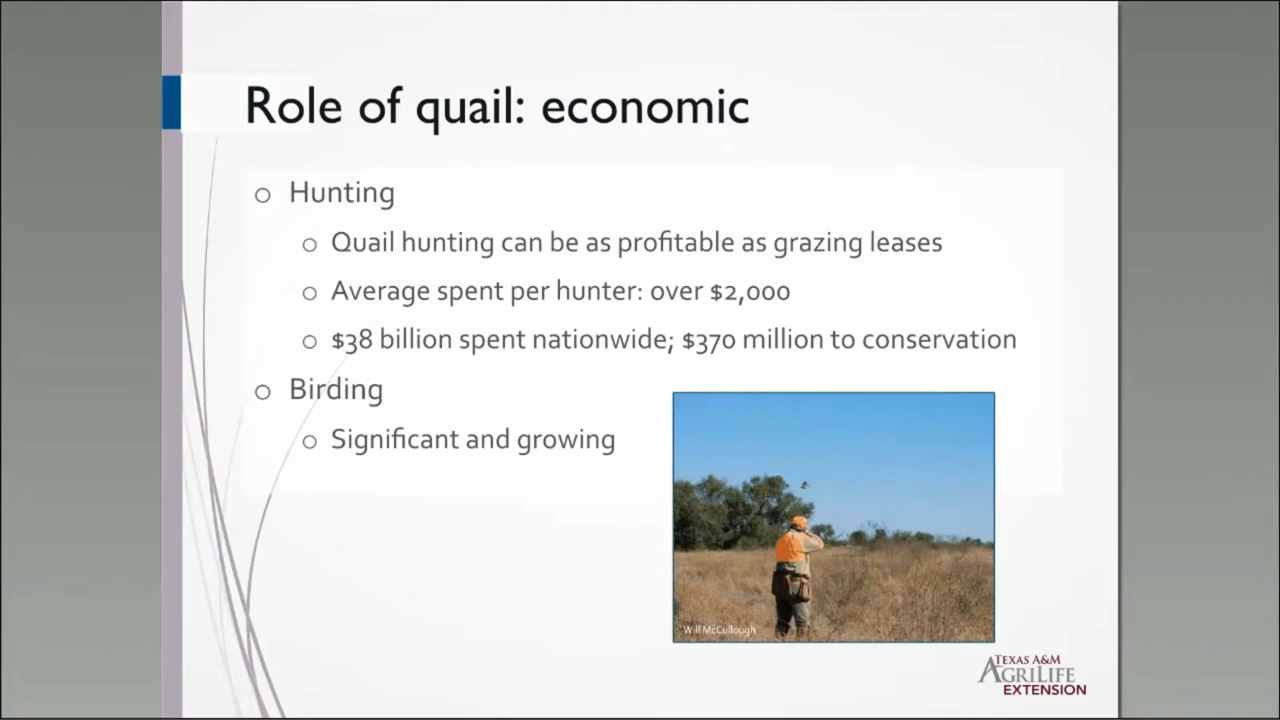 Role of quail: economic
o Hunting
o Quail hunting can be as profitable as grazing leases
o Average spent per hunter: over $2,000
o $38 billion spent nationwide; $370 million to conservation
o Birding
o Significant and growing
Will McCullough
TEXAS A&M
AGRILIFE
EXTENSION